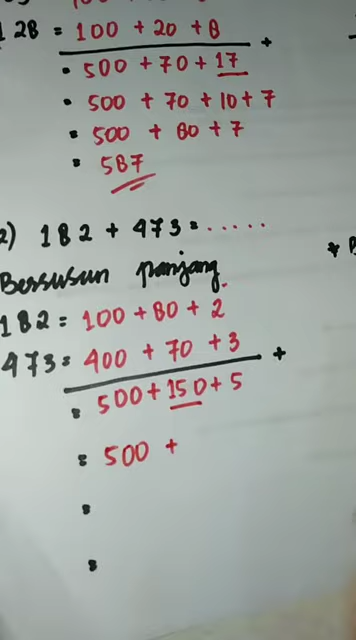 128 = 100 + 20 + 8 +
= 500 + 70 + 17
= 500 + 70 + 10 + 7
= 500 + 80 + 7
= 587
2) 182 + 473 = .....
Bersusun panjang.
182 = 100 + 80 + 2
473 = 400 + 70 + 3 +
= 500 + 150 + 5
= 500 +
=
=